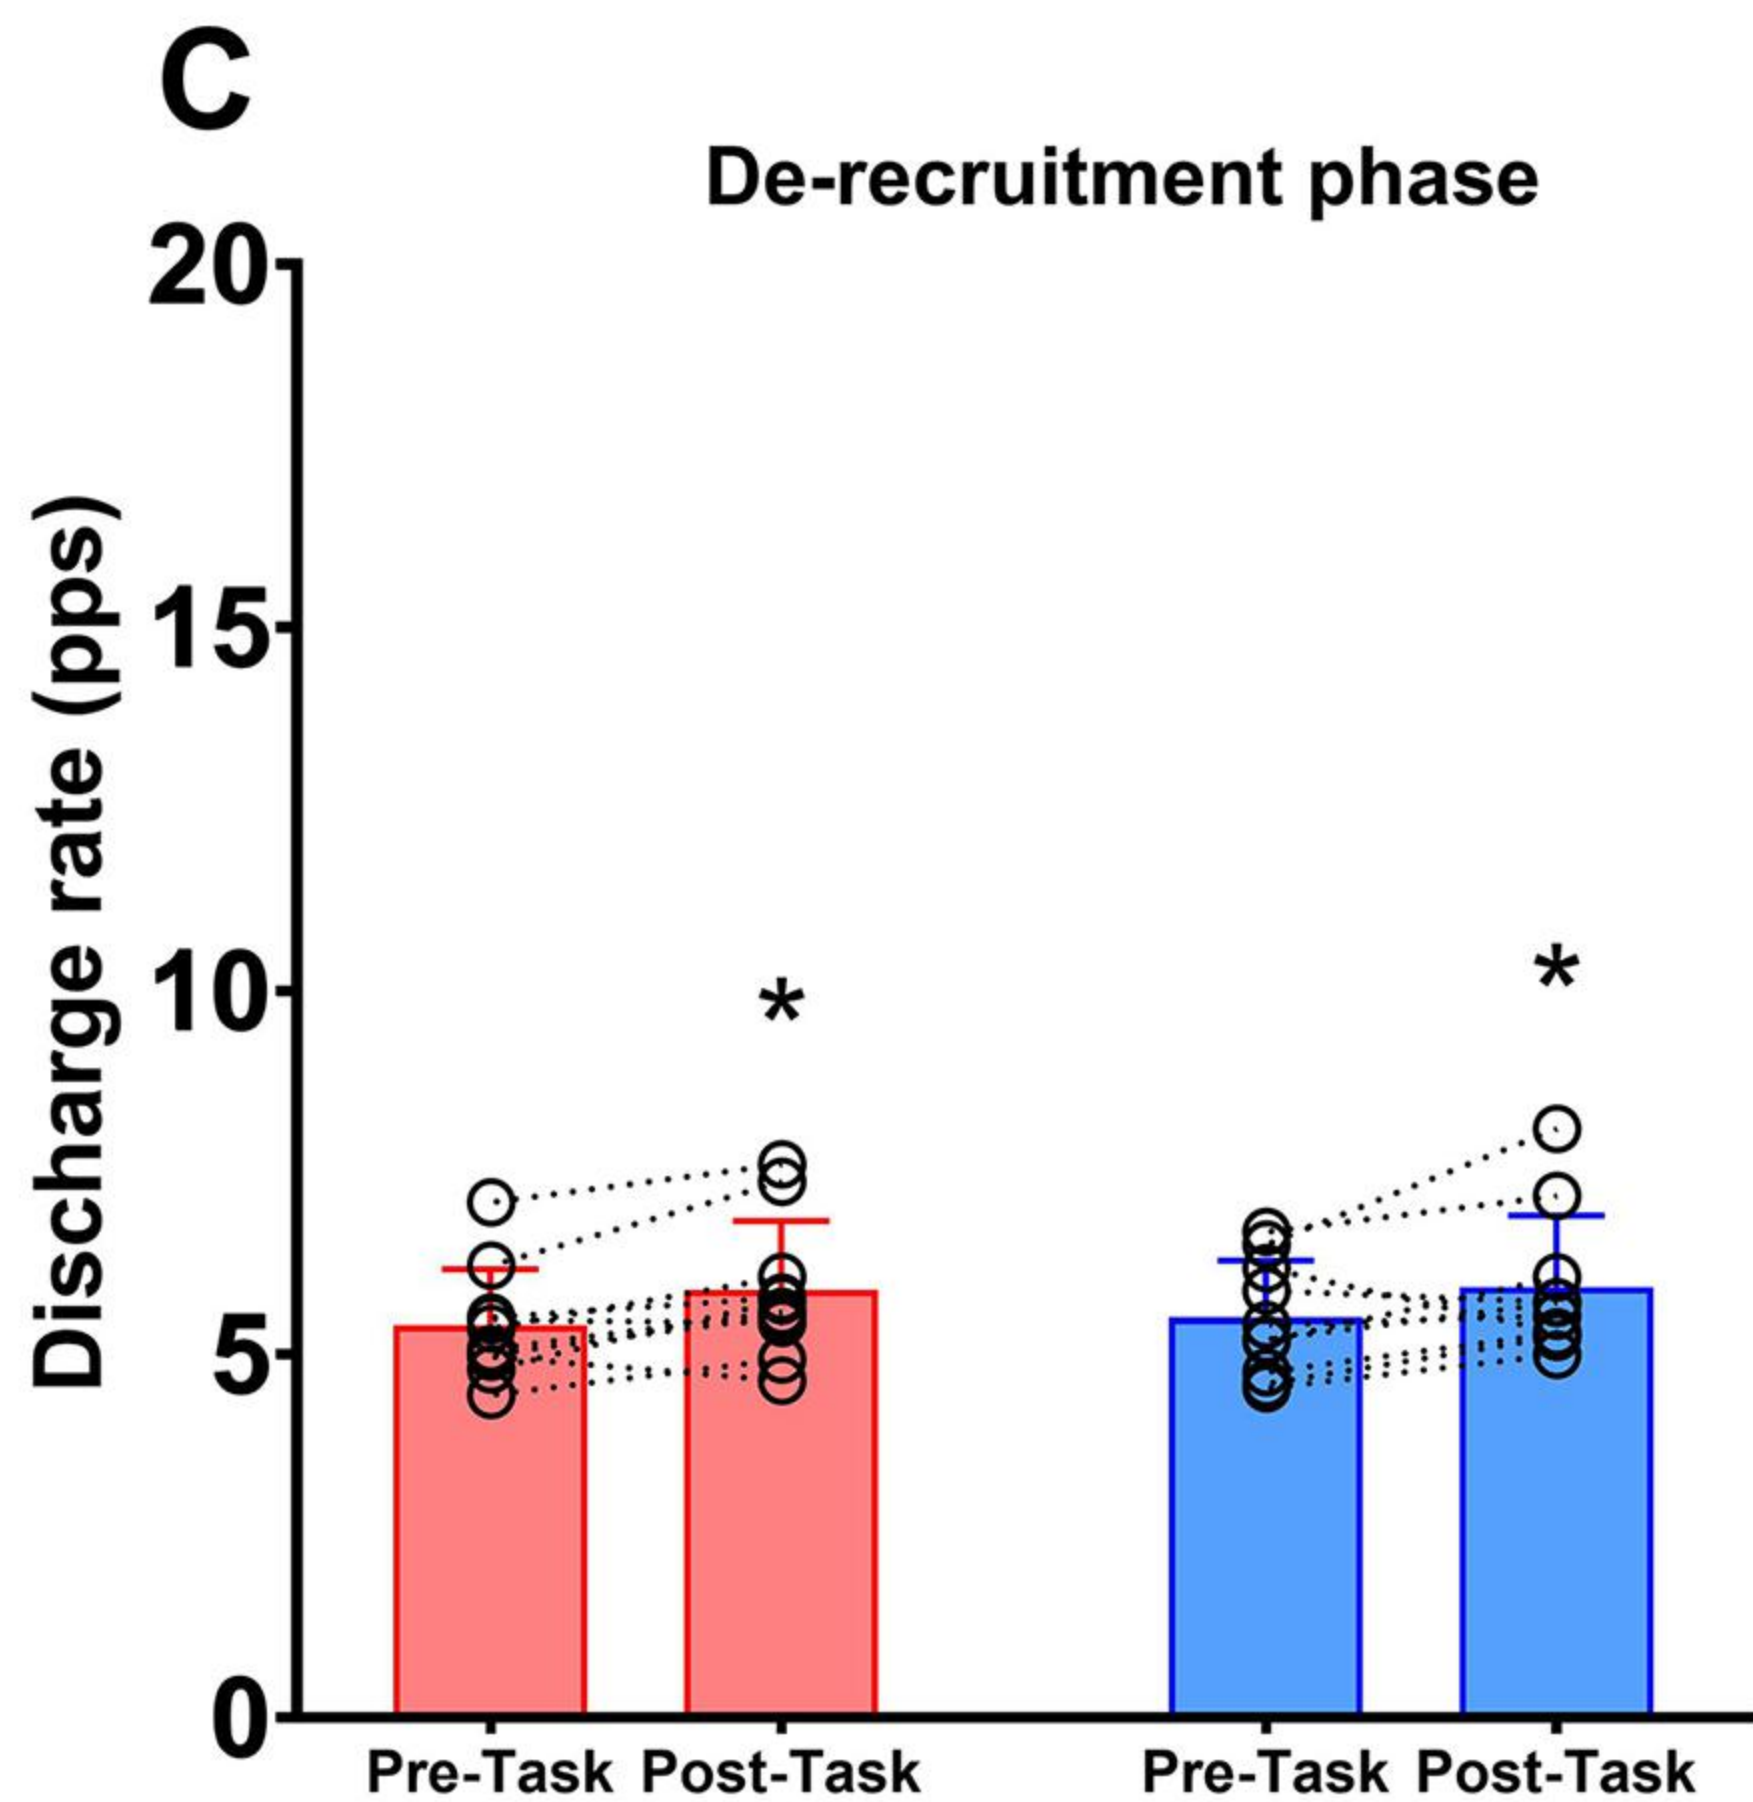 C
De-recruitment phase
Discharge rate (pps)
20
15
10
5
0
*
*
Pre-Task Post-Task Pre-Task Post-Task